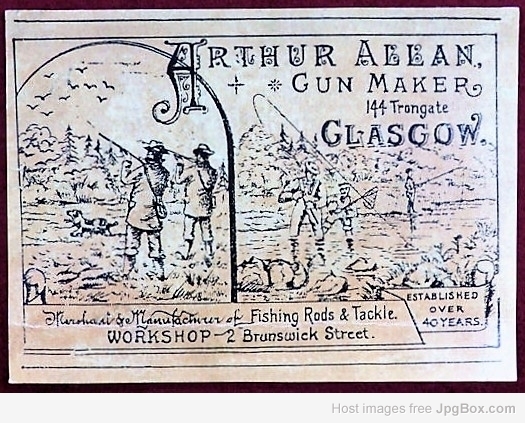 ARTHUR ALLAN,
GUN MAKER
144 Trongate
GLASGOW.
Merchant & Manufacturer of Fishing Rods & Tackle.
WORKSHOP - 2 Brunswick Street.
ESTABLISHED
OVER
40 YEARS.
Host images free JpgBox.com